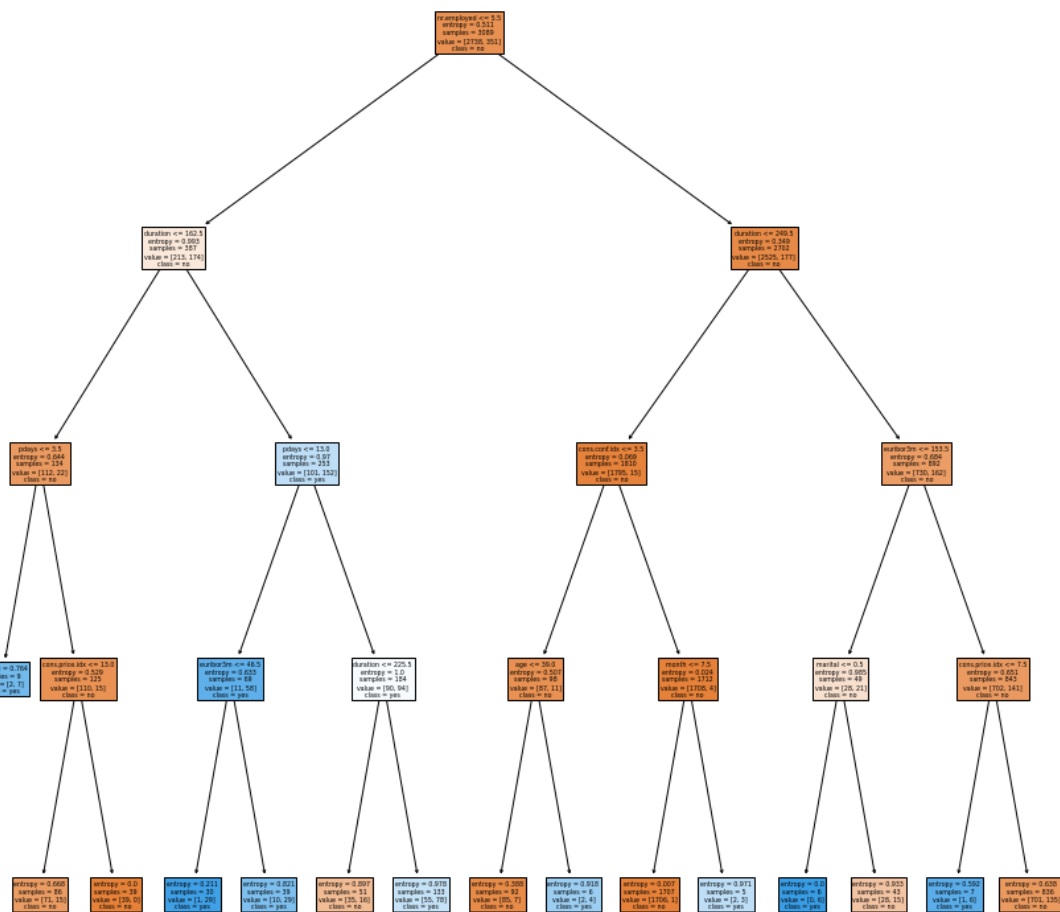 nr.employed <= 5.5
entropy = 0.511
samples = 3089
value = [2738, 351]
class = no
duration <= 162.5
entropy = 0.993
samples = 387
value = [213, 174]
class = no
duration <= 249.5
entropy = 0.349
samples = 2702
value = [2525, 177]
class = no
pdays <= 3.5
entropy = 0.644
samples = 134
value = [112, 22]
class = no
pdays <= 13.0
entropy = 0.97
samples = 253
value = [101, 152]
class = yes
cons.conf.idx <= 3.5
entropy = 0.069
samples = 1810
value = [1795, 15]
class = no
euribor3m <= 153.5
entropy = 0.684
samples = 892
value = [730, 162]
class = no
= 0.764
s = 9
= [2, 7]
= yes
cons.price.idx <= 13.0
entropy = 0.529
samples = 125
value = [110, 15]
class = no
euribor3m <= 46.5
entropy = 0.633
samples = 69
value = [11, 58]
class = yes
duration <= 225.5
entropy = 1.0
samples = 184
value = [90, 94]
class = yes
age <= 39.0
entropy = 0.507
samples = 98
value = [87, 11]
class = no
month <= 7.5
entropy = 0.024
samples = 1712
value = [1708, 4]
class = no
marital <= 0.5
entropy = 0.985
samples = 49
value = [28, 21]
class = no
cons.price.idx <= 7.5
entropy = 0.651
samples = 843
value = [702, 141]
class = no
entropy = 0.668
samples = 86
value = [71, 15]
class = no
entropy = 0.0
samples = 39
value = [39, 0]
class = no
entropy = 0.211
samples = 30
value = [1, 29]
class = yes
entropy = 0.821
samples = 39
value = [10, 29]
class = yes
entropy = 0.897
samples = 51
value = [35, 16]
class = no
entropy = 0.978
samples = 133
value = [55, 78]
class = yes
entropy = 0.388
samples = 92
value = [85, 7]
class = no
entropy = 0.918
samples = 6
value = [2, 4]
class = yes
entropy = 0.007
samples = 1707
value = [1706, 1]
class = no
entropy = 0.971
samples = 5
value = [2, 3]
class = yes
entropy = 0.0
samples = 6
value = [0, 6]
class = yes
entropy = 0.933
samples = 43
value = [28, 15]
class = no
entropy = 0.592
samples = 7
value = [1, 6]
class = yes
entropy = 0.638
samples = 836
value = [701, 135]
class = no